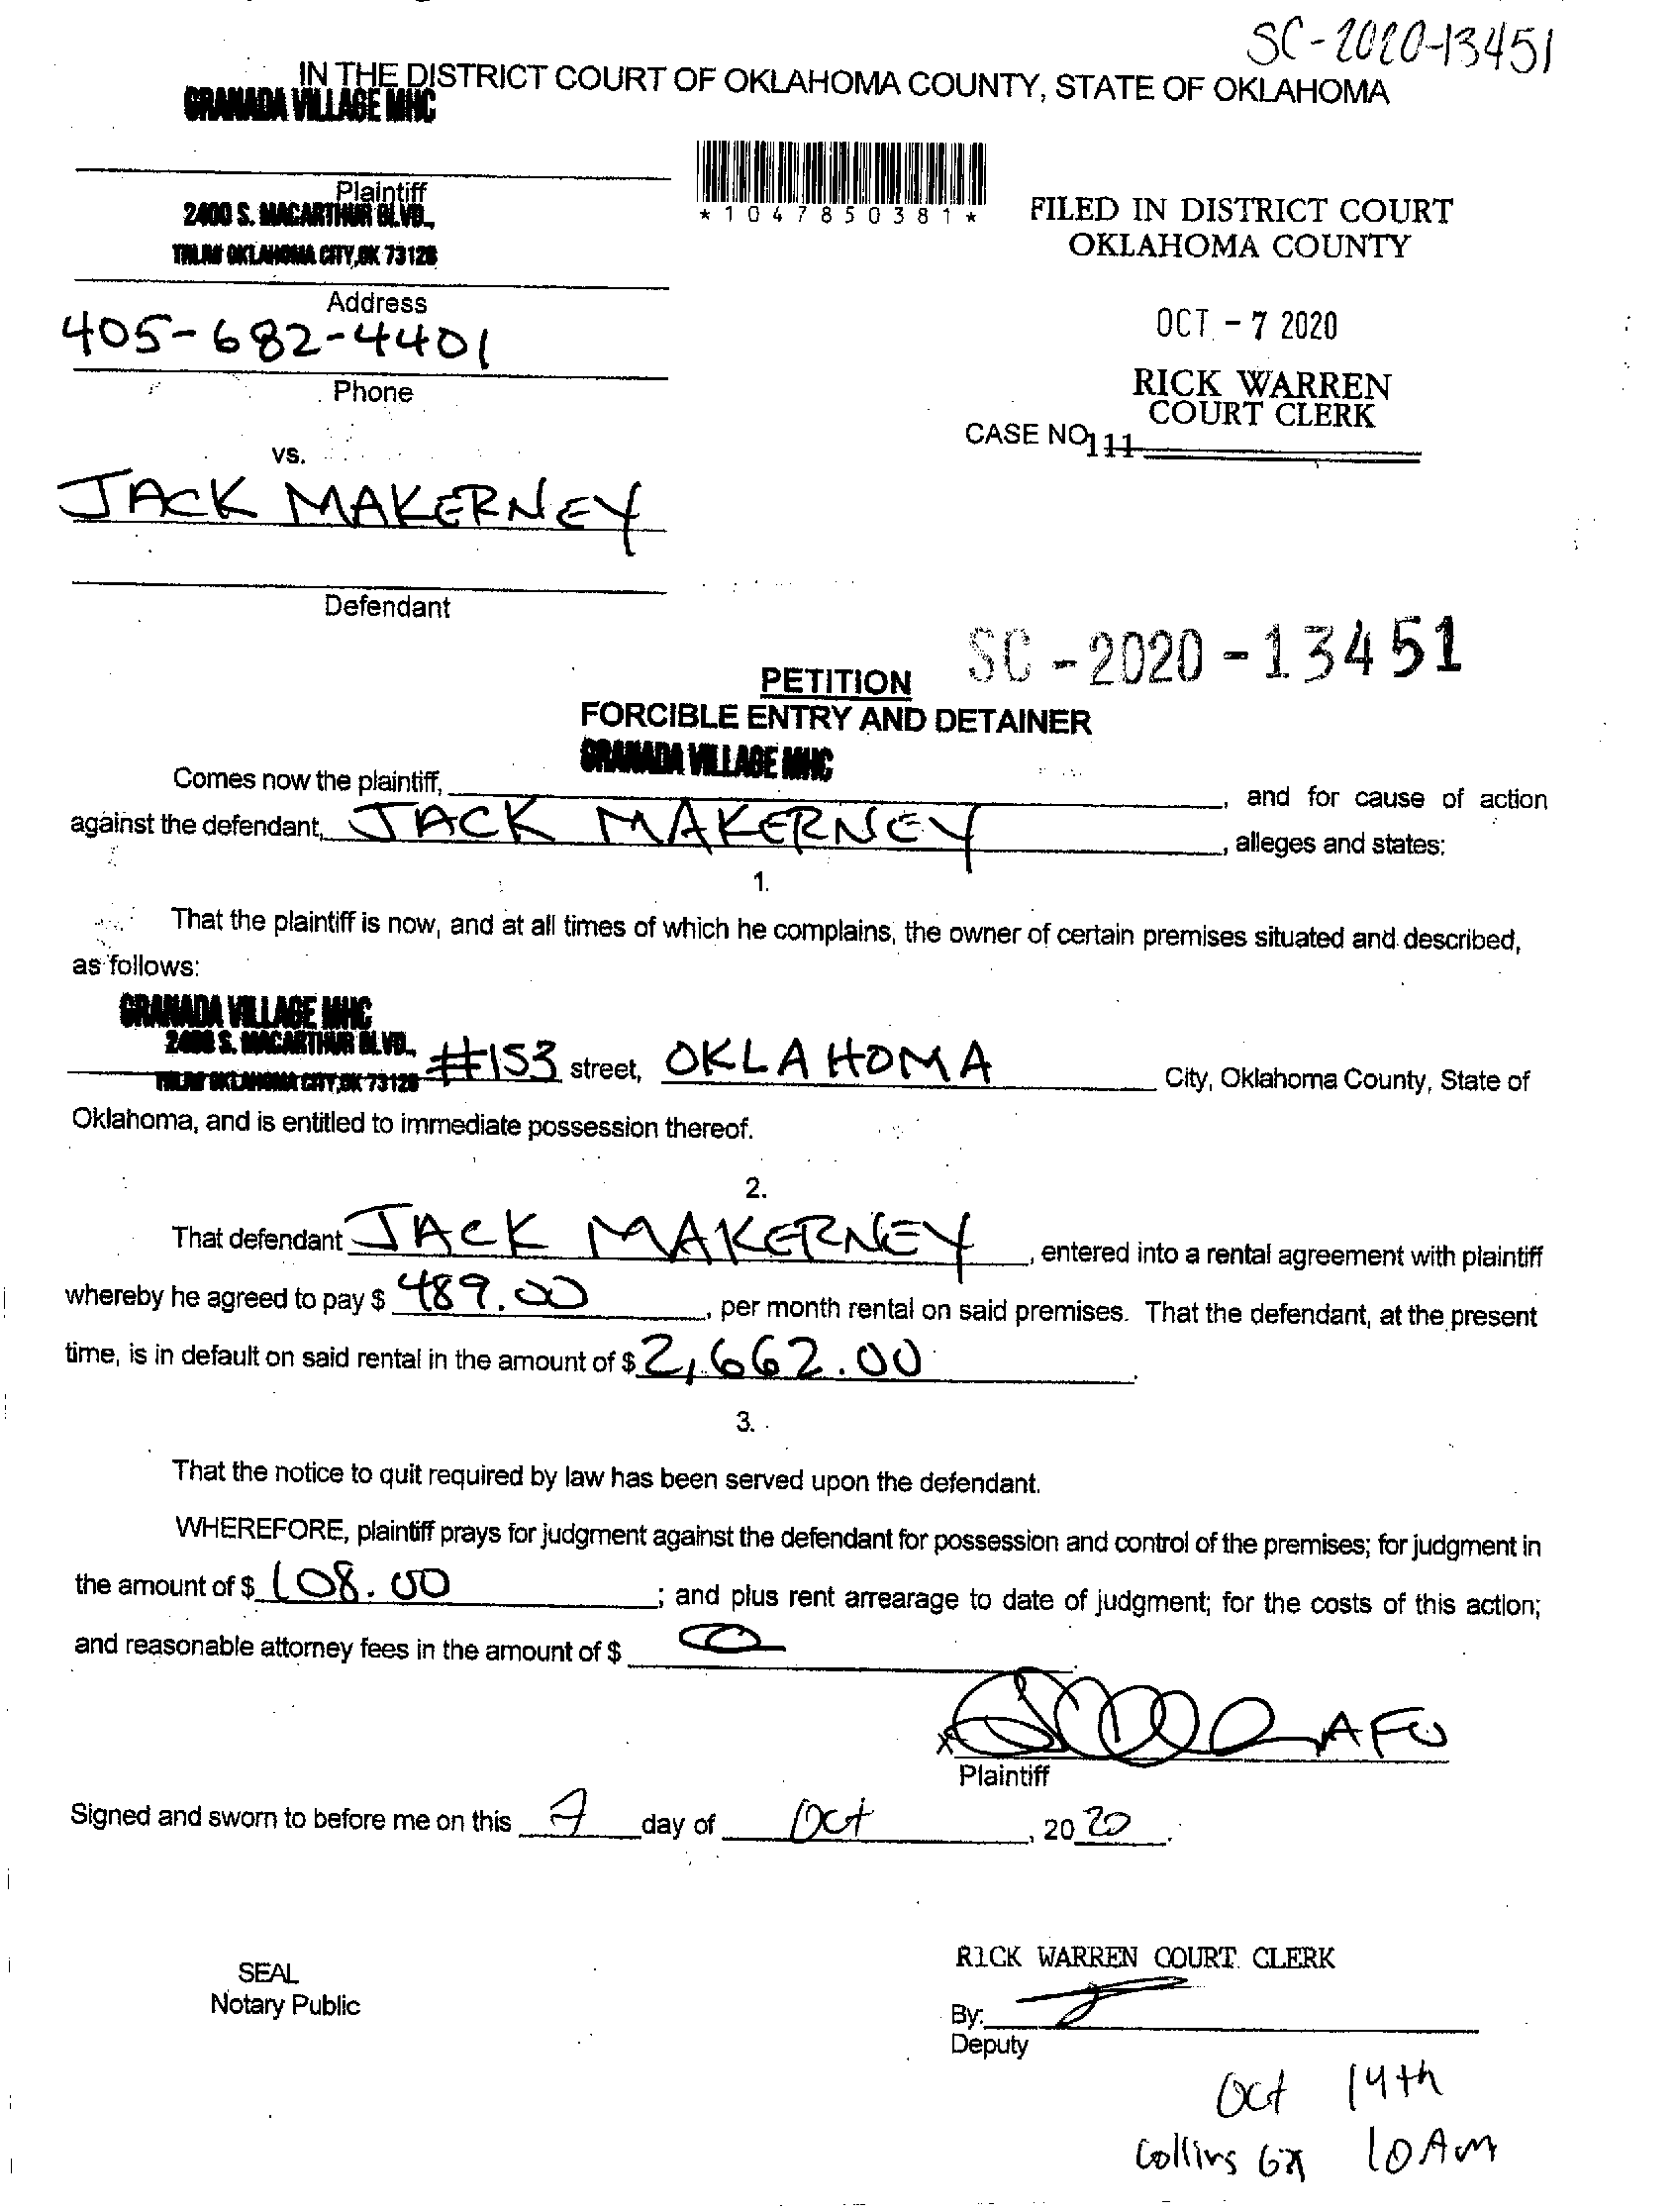 SC-2020-13451
IN THE DISTRICT COURT OF OKLAHOMA COUNTY, STATE OF OKLAHOMA
GRANADA VILLAGE MHC
Plaintiff
2400 S. MACARTHUR BLVD.,
OKLAHOMA CITY, OK 73128
Address
405-682-4401
Phone
*1047850381*
FILED IN DISTRICT COURT
OKLAHOMA COUNTY
OCT - 7 2020
RICK WARREN
COURT CLERK
CASE NO. 111
vs.
JACK MAKERNEY
Defendant
SC-2020-13451
PETITION
FORCIBLE ENTRY AND DETAINER
GRANADA VILLAGE MHC
Comes now the plaintiff, , and for cause of action
against the defendant, JACK MAKERNEY, alleges and states:
1.
That the plaintiff is now, and at all times of which he complains, the owner of certain premises situated and described,
as follows:
GRANADA VILLAGE MHC
2400 S. MACARTHUR BLVD.,
OKLAHOMA CITY, OK 73128 #153 street, OKLAHOMA City, Oklahoma County, State of
Oklahoma, and is entitled to immediate possession thereof.
2.
That defendant JACK MAKERNEY, entered into a rental agreement with plaintiff
whereby he agreed to pay $ 489.00, per month rental on said premises. That the defendant, at the present
time, is in default on said rental in the amount of $ 2,662.00.
3.
That the notice to quit required by law has been served upon the defendant.
WHEREFORE, plaintiff prays for judgment against the defendant for possession and control of the premises; for judgment in
the amount of $ 108.00; and plus rent arrearage to date of judgment; for the costs of this action;
and reasonable attorney fees in the amount of $ 0.
x AFO
Plaintiff
Signed and sworn to before me on this 7 day of Oct, 2020.
SEAL
Notary Public
RICK WARREN COURT CLERK
By:
Deputy
Oct 14th
Collins 10AM